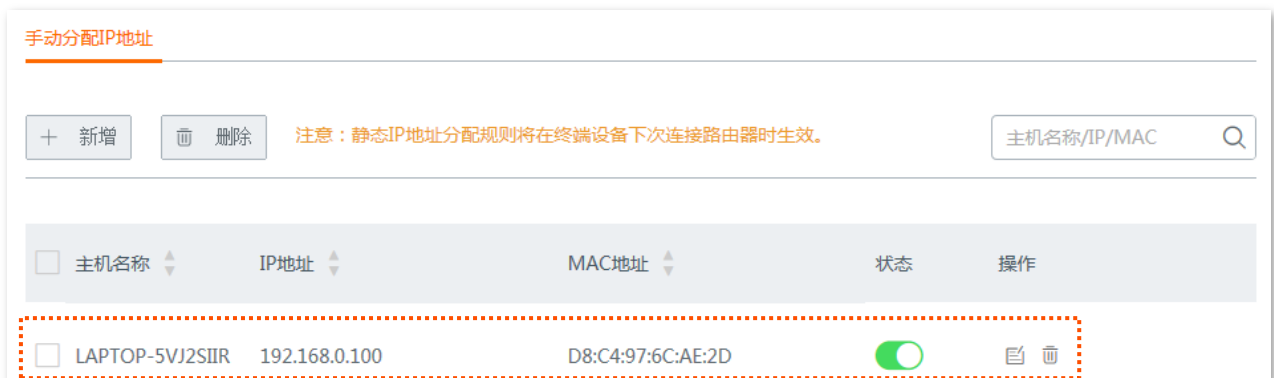 手动分配IP地址
新增 删除 注意：静态IP地址分配规则将在终端设备下次连接路由器时生效。 主机名称/IP/MAC
主机名称 IP地址 MAC地址 状态 操作
LAPTOP-5VJ2SIIR 192.168.0.100 D8:C4:97:6C:AE:2D